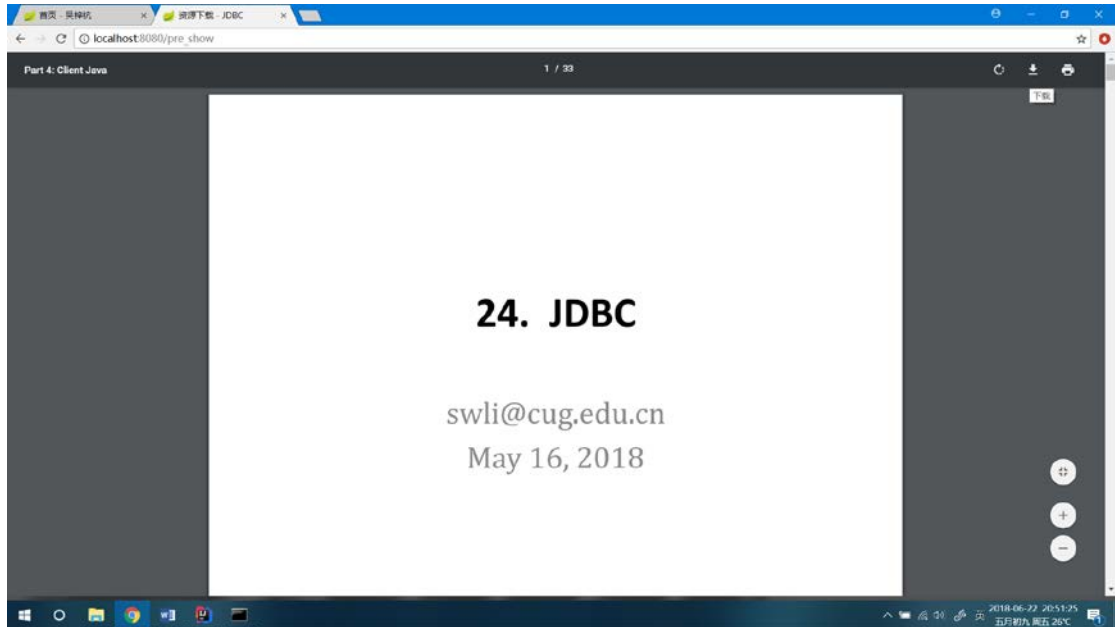 首页 - 吴梓杭
资源下载 - JDBC
localhost:8080/pre_show
Part 4: Client Java
1 / 33
下载
24. JDBC
swli@cug.edu.cn
May 16, 2018
英
2018-06-22 20:51:25
五月初九 周五 26℃